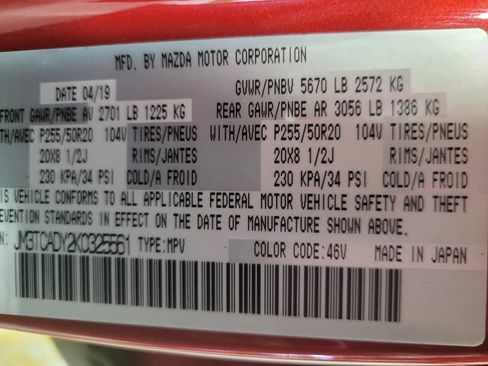 MFD. BY MAZDA MOTOR CORPORATION
DATE 04/19 GVWR/PNBV 5670 LB 2572 KG
FRONT GAWR/PNBE AV 2701 LB 1225 KG REAR GAWR/PNBE AR 3056 LB 1386 KG
WITH/AVEC P255/50R20 104V TIRES/PNEUS WITH/AVEC P255/50R20 104V TIRES/PNEUS
20X8 1/2J RIMS/JANTES 20X8 1/2J RIMS/JANTES
230 KPA/34 PSI COLD/A FROID 230 KPA/34 PSI COLD/A FROID
IS VEHICLE CONFORMS TO ALL APPLICABLE FEDERAL MOTOR VEHICLE SAFETY AND THEFT
EVENTION STANDARDS IN EFFECT ON THE DATE OF MANUFACTURE SHOWN ABOVE.
N: JM3TCADY2K0325561 TYPE:MPV COLOR CODE:46V MADE IN JAPAN